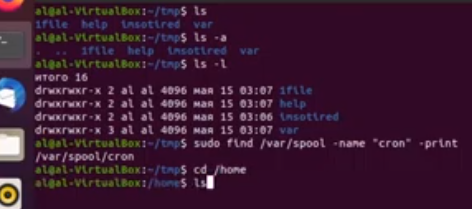 al@al-VirtualBox:~/tmp$ ls
1file help imsotired var
al@al-VirtualBox:~/tmp$ ls -a
. .. 1file help imsotired var
al@al-VirtualBox:~/tmp$ ls -l
итого 16
drwxrwxr-x 2 al al 4096 мая 15 03:07 1file
drwxrwxr-x 2 al al 4096 мая 15 03:07 help
drwxrwxr-x 2 al al 4096 мая 15 03:06 imsotired
drwxrwxr-x 3 al al 4096 мая 15 03:07 var
al@al-VirtualBox:~/tmp$ sudo find /var/spool -name "cron" -print
/var/spool/cron
al@al-VirtualBox:~/tmp$ cd /home
al@al-VirtualBox:/home$ ls